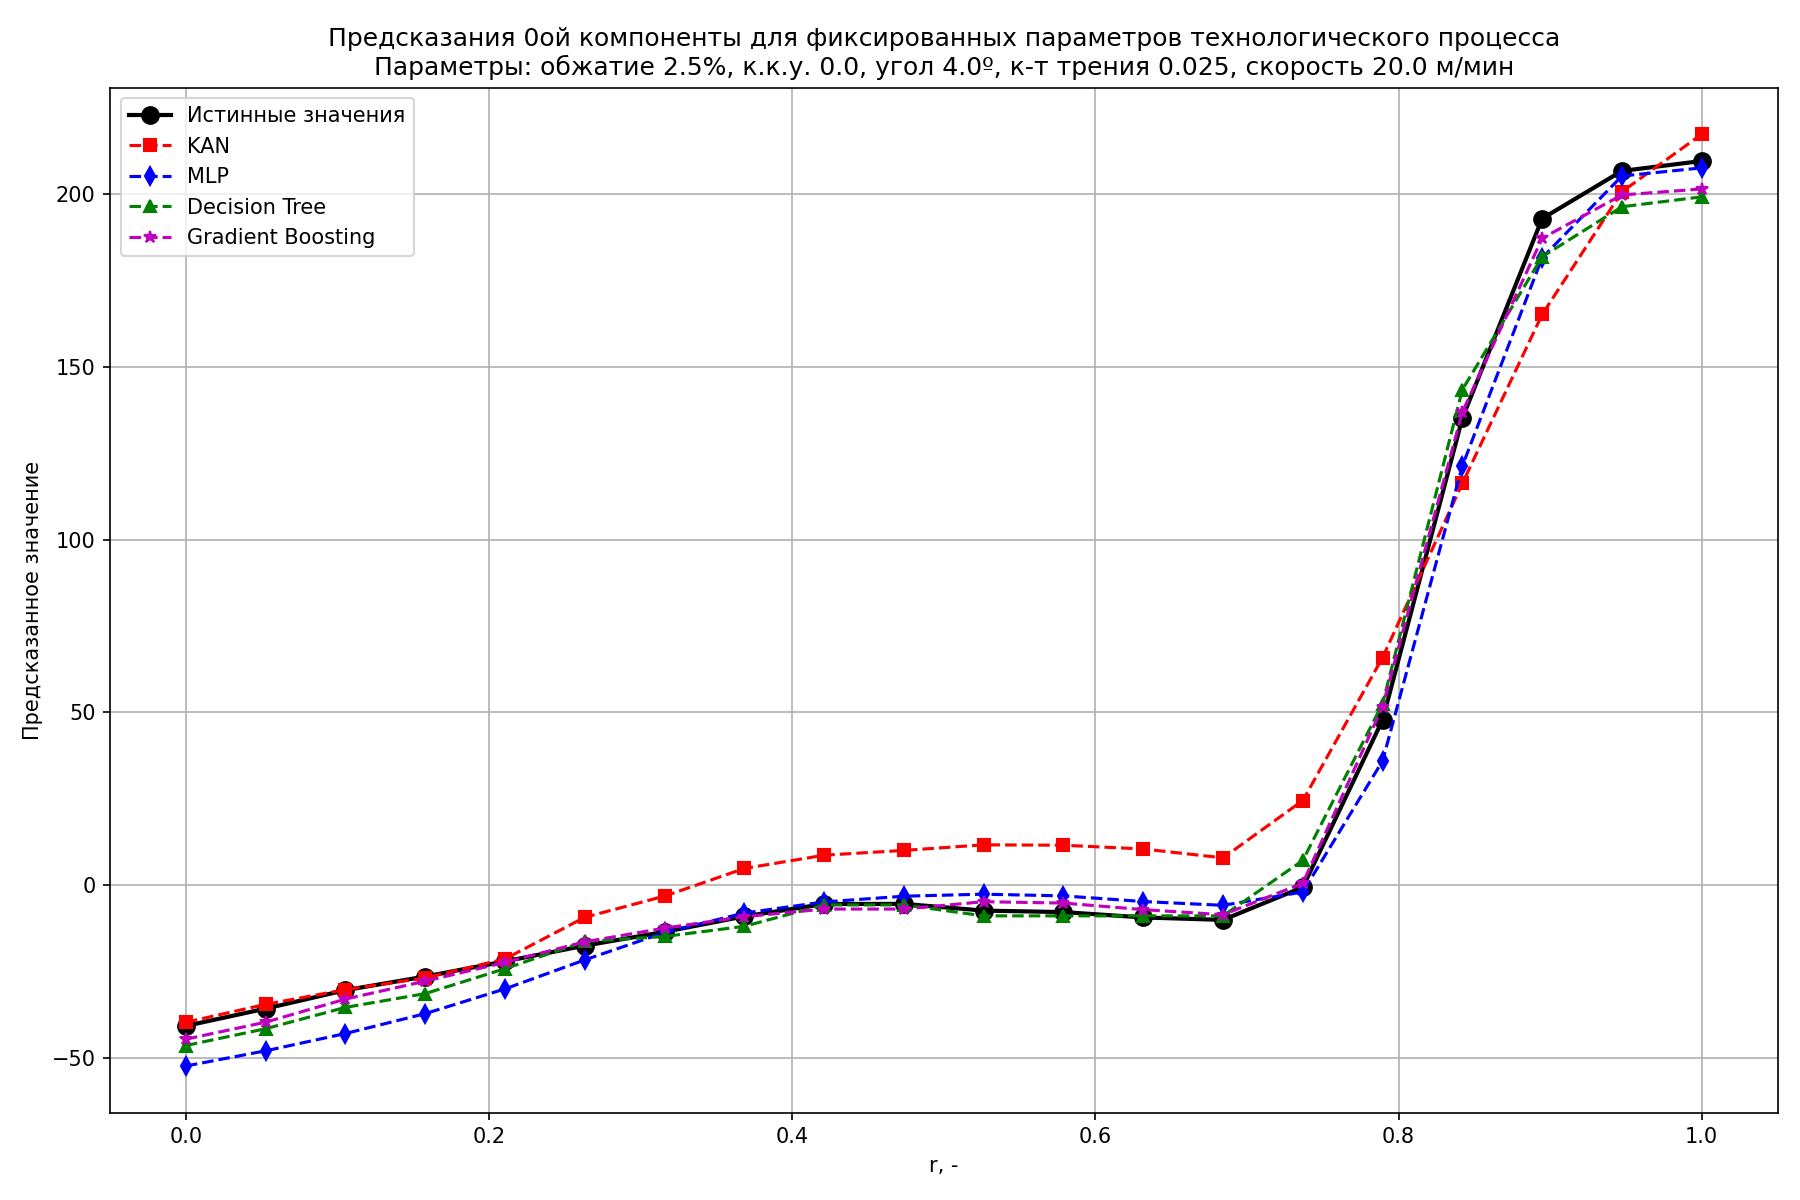 Предсказания 0ой компоненты для фиксированных параметров технологического процесса
Параметры: обжатие 2.5%, к.к.у. 0.0, угол 4.0º, к-т трения 0.025, скорость 20.0 м/мин
Истинные значения
KAN
MLP
Decision Tree
Gradient Boosting
Предсказанное значение
200
150
100
50
0
−50
0.0
0.2
0.4
0.6
0.8
1.0
r, -